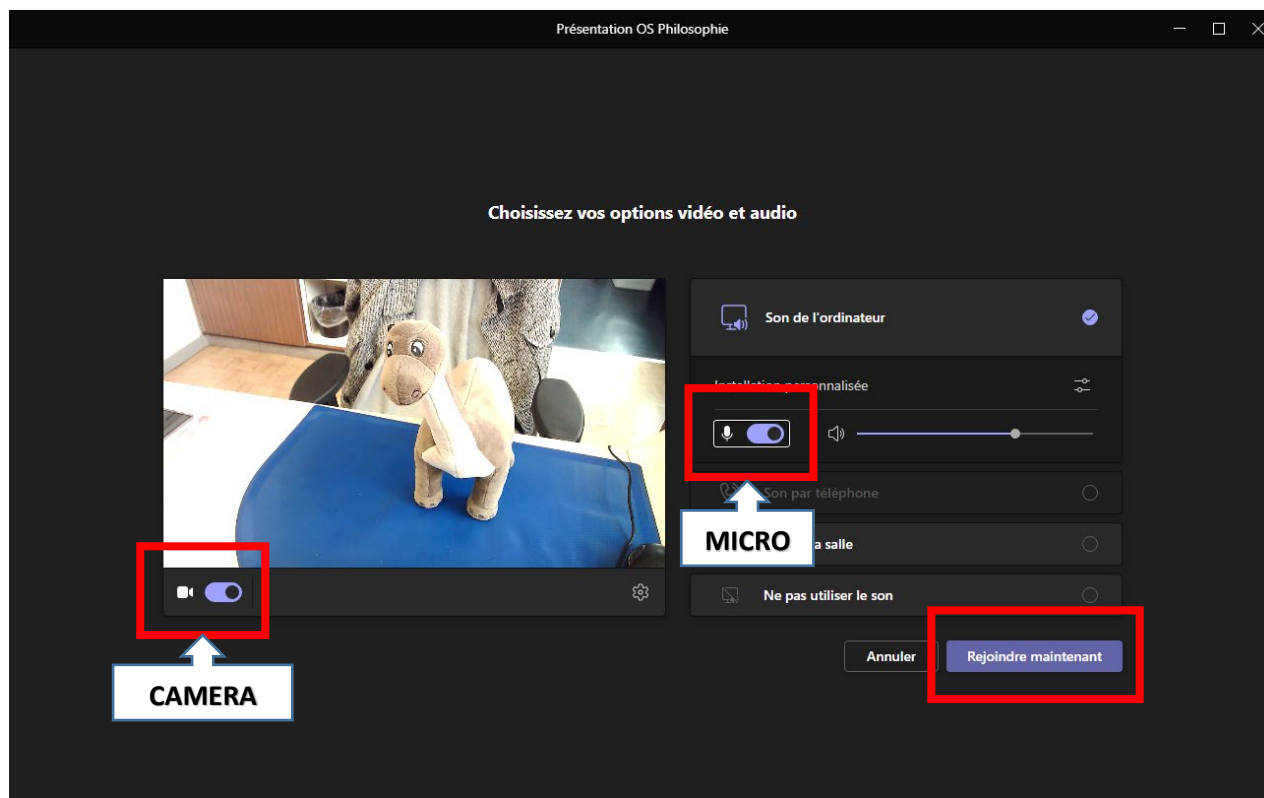 Présentation OS Philosophie
Choisissez vos options vidéo et audio
Son de l'ordinateur
Installation personnalisée
Son par téléphone
MICRO
a salle
Ne pas utiliser le son
Annuler
Rejoindre maintenant
CAMERA